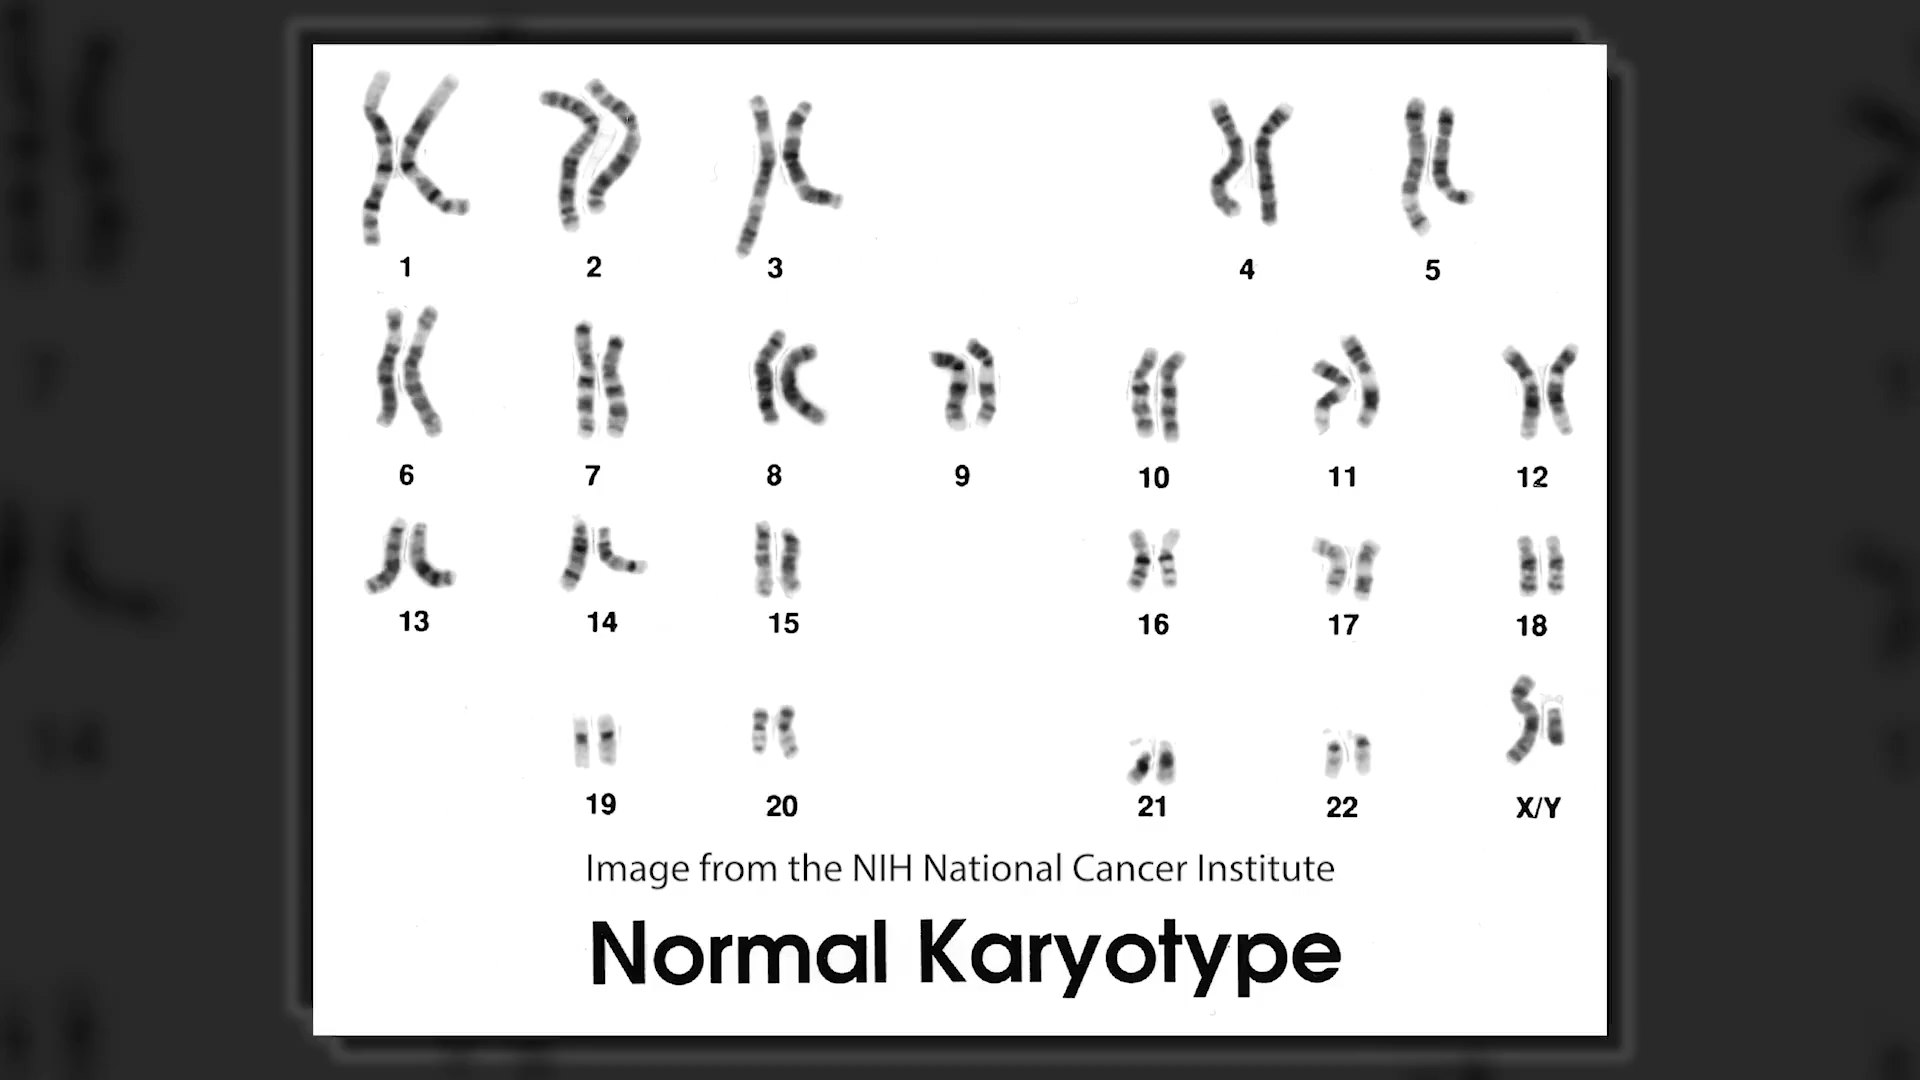 1 2 3 4 5
6 7 8 9 10 11 12
13 14 15 16 17 18
19 20 21 22 X/Y
Image from the NIH National Cancer Institute
Normal Karyotype